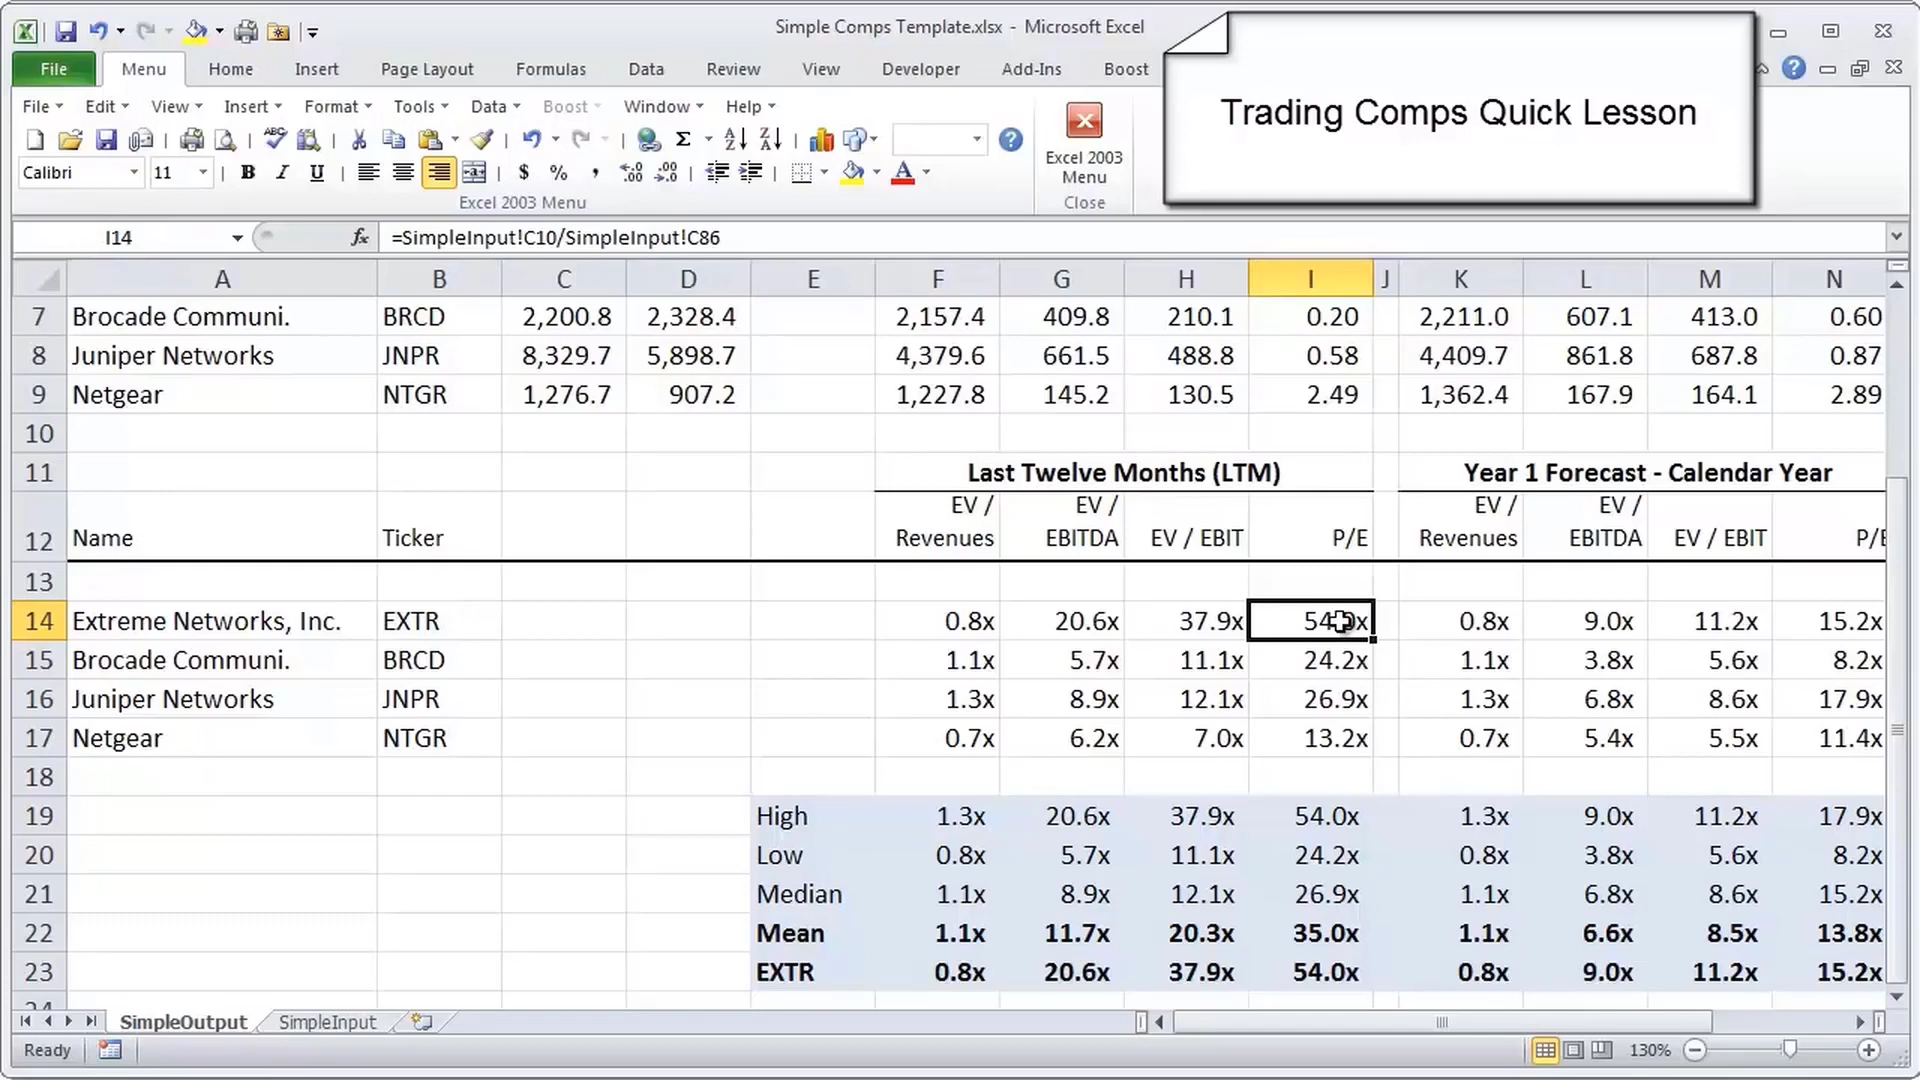 Simple Comps Template.xlsx - Microsoft Excel
Trading Comps Quick Lesson
File Menu Home Insert Page Layout Formulas Data Review View Developer Add-Ins Boost
File Edit View Insert Format Tools Data Boost Window Help
Calibri 11 B I U $ % ,
Excel 2003 Menu
Excel 2003 Menu
Close
I14 fx =SimpleInput!C10/SimpleInput!C86
A B C D E F G H I J K L M N
7 Brocade Communi. BRCD 2,200.8 2,328.4 2,157.4 409.8 210.1 0.20 2,211.0 607.1 413.0 0.60
8 Juniper Networks JNPR 8,329.7 5,898.7 4,379.6 661.5 488.8 0.58 4,409.7 861.8 687.8 0.87
9 Netgear NTGR 1,276.7 907.2 1,227.8 145.2 130.5 2.49 1,362.4 167.9 164.1 2.89
10
11 Last Twelve Months (LTM) Year 1 Forecast - Calendar Year
EV / EV / EV / EV /
12 Name Ticker Revenues EBITDA EV / EBIT P/E Revenues EBITDA EV / EBIT P/E
13
14 Extreme Networks, Inc. EXTR 0.8x 20.6x 37.9x 54.0x 0.8x 9.0x 11.2x 15.2x
15 Brocade Communi. BRCD 1.1x 5.7x 11.1x 24.2x 1.1x 3.8x 5.6x 8.2x
16 Juniper Networks JNPR 1.3x 8.9x 12.1x 26.9x 1.3x 6.8x 8.6x 17.9x
17 Netgear NTGR 0.7x 6.2x 7.0x 13.2x 0.7x 5.4x 5.5x 11.4x
18
19 High 1.3x 20.6x 37.9x 54.0x 1.3x 9.0x 11.2x 17.9x
20 Low 0.8x 5.7x 11.1x 24.2x 0.8x 3.8x 5.6x 8.2x
21 Median 1.1x 8.9x 12.1x 26.9x 1.1x 6.8x 8.6x 15.2x
22 Mean 1.1x 11.7x 20.3x 35.0x 1.1x 6.6x 8.5x 13.8x
23 EXTR 0.8x 20.6x 37.9x 54.0x 0.8x 9.0x 11.2x 15.2x
24
SimpleOutput SimpleInput
Ready 130%